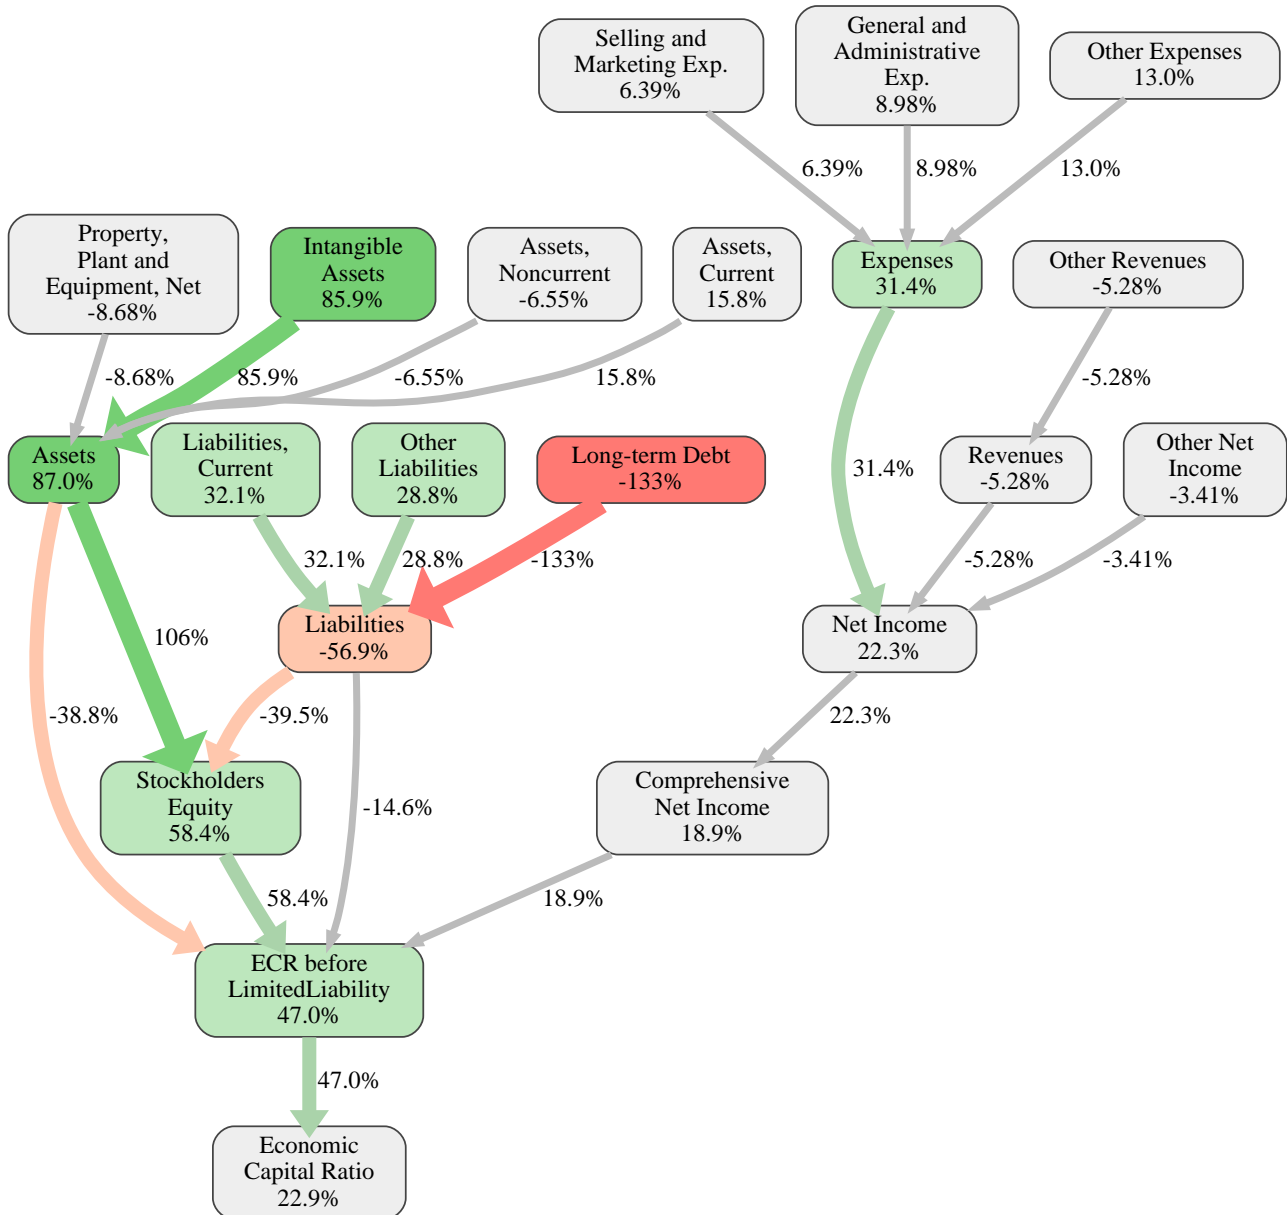 Selling and
Marketing Exp.
6.39%
General and
Administrative
Exp.
8.98%
Other Expenses
13.0%
6.39%
8.98%
13.0%
Property,
Plant and
Equipment, Net
-8.68%
Intangible
Assets
85.9%
Assets,
Noncurrent
-6.55%
Assets,
Current
15.8%
Expenses
31.4%
Other Revenues
-5.28%
-8.68%
85.9%
-6.55%
15.8%
-5.28%
Assets
87.0%
Liabilities,
Current
32.1%
Other
Liabilities
28.8%
Long-term Debt
-133%
31.4%
Revenues
-5.28%
Other Net
Income
-3.41%
32.1%
28.8%
-133%
-5.28%
-3.41%
Liabilities
-56.9%
Net Income
22.3%
106%
-38.8%
-39.5%
22.3%
Stockholders
Equity
58.4%
-14.6%
Comprehensive
Net Income
18.9%
58.4%
18.9%
ECR before
LimitedLiability
47.0%
47.0%
Economic
Capital Ratio
22.9%